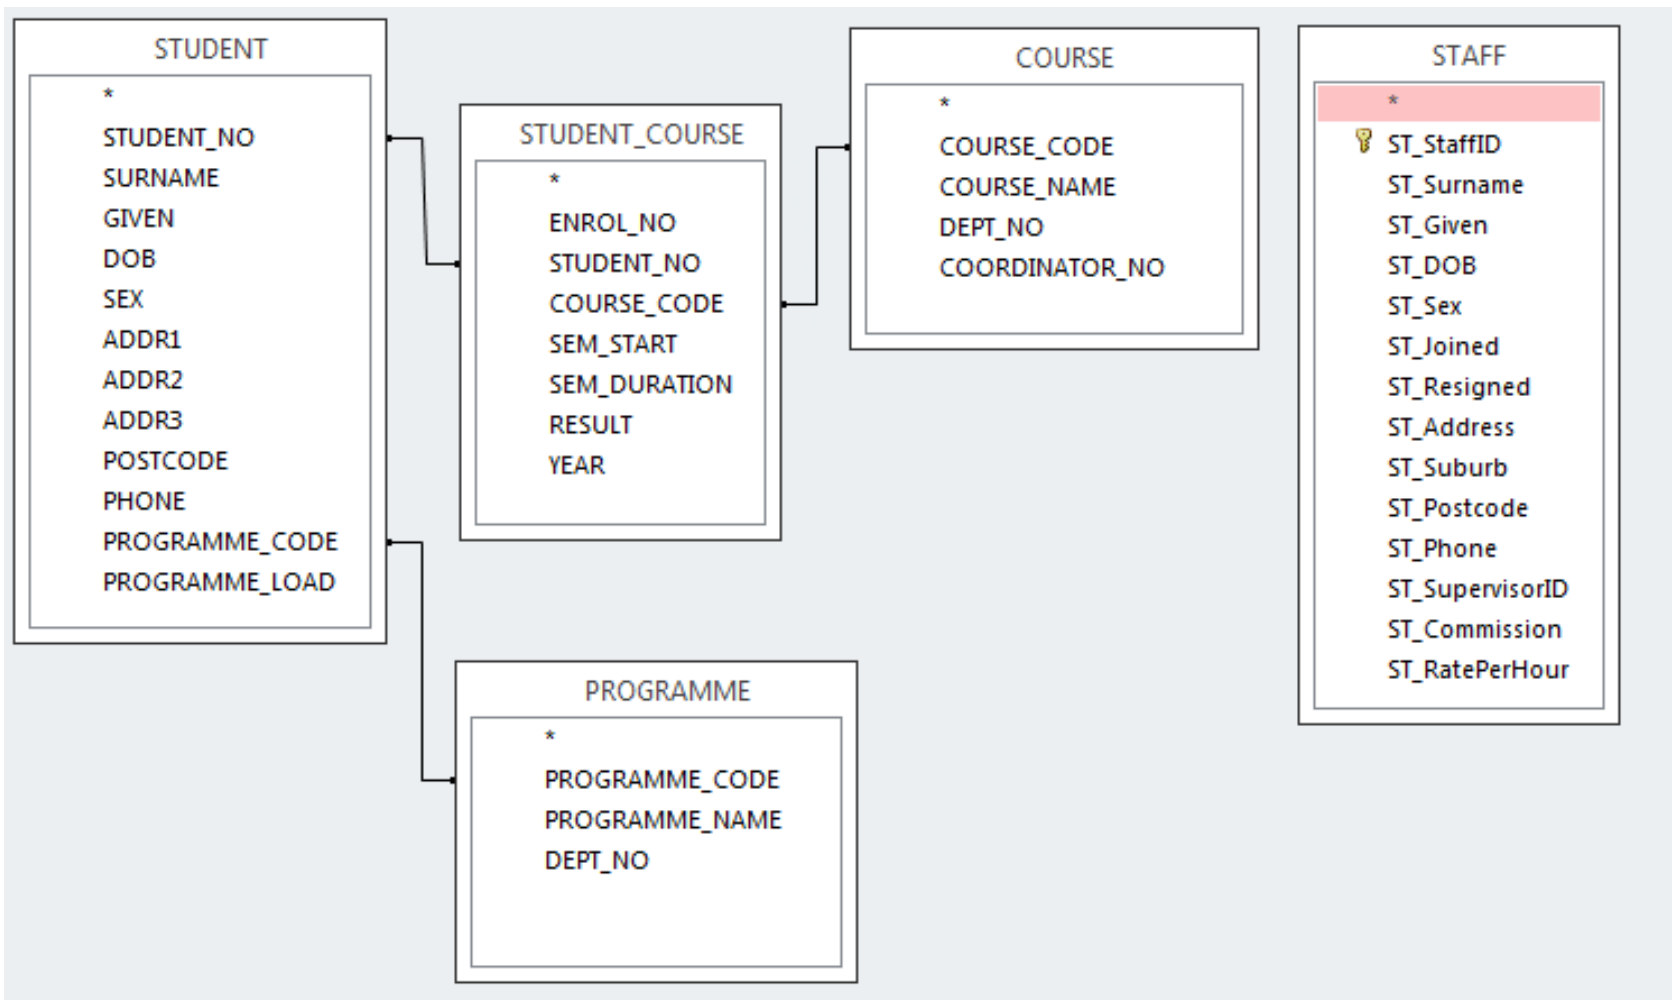 STUDENT
*
STUDENT_NO
SURNAME
GIVEN
DOB
SEX
ADDR1
ADDR2
ADDR3
POSTCODE
PHONE
PROGRAMME_CODE
PROGRAMME_LOAD
STUDENT_COURSE
*
ENROL_NO
STUDENT_NO
COURSE_CODE
SEM_START
SEM_DURATION
RESULT
YEAR
COURSE
*
COURSE_CODE
COURSE_NAME
DEPT_NO
COORDINATOR_NO
STAFF
*
ST_StaffID
ST_Surname
ST_Given
ST_DOB
ST_Sex
ST_Joined
ST_Resigned
ST_Address
ST_Suburb
ST_Postcode
ST_Phone
ST_SupervisorID
ST_Commission
ST_RatePerHour
PROGRAMME
*
PROGRAMME_CODE
PROGRAMME_NAME
DEPT_NO